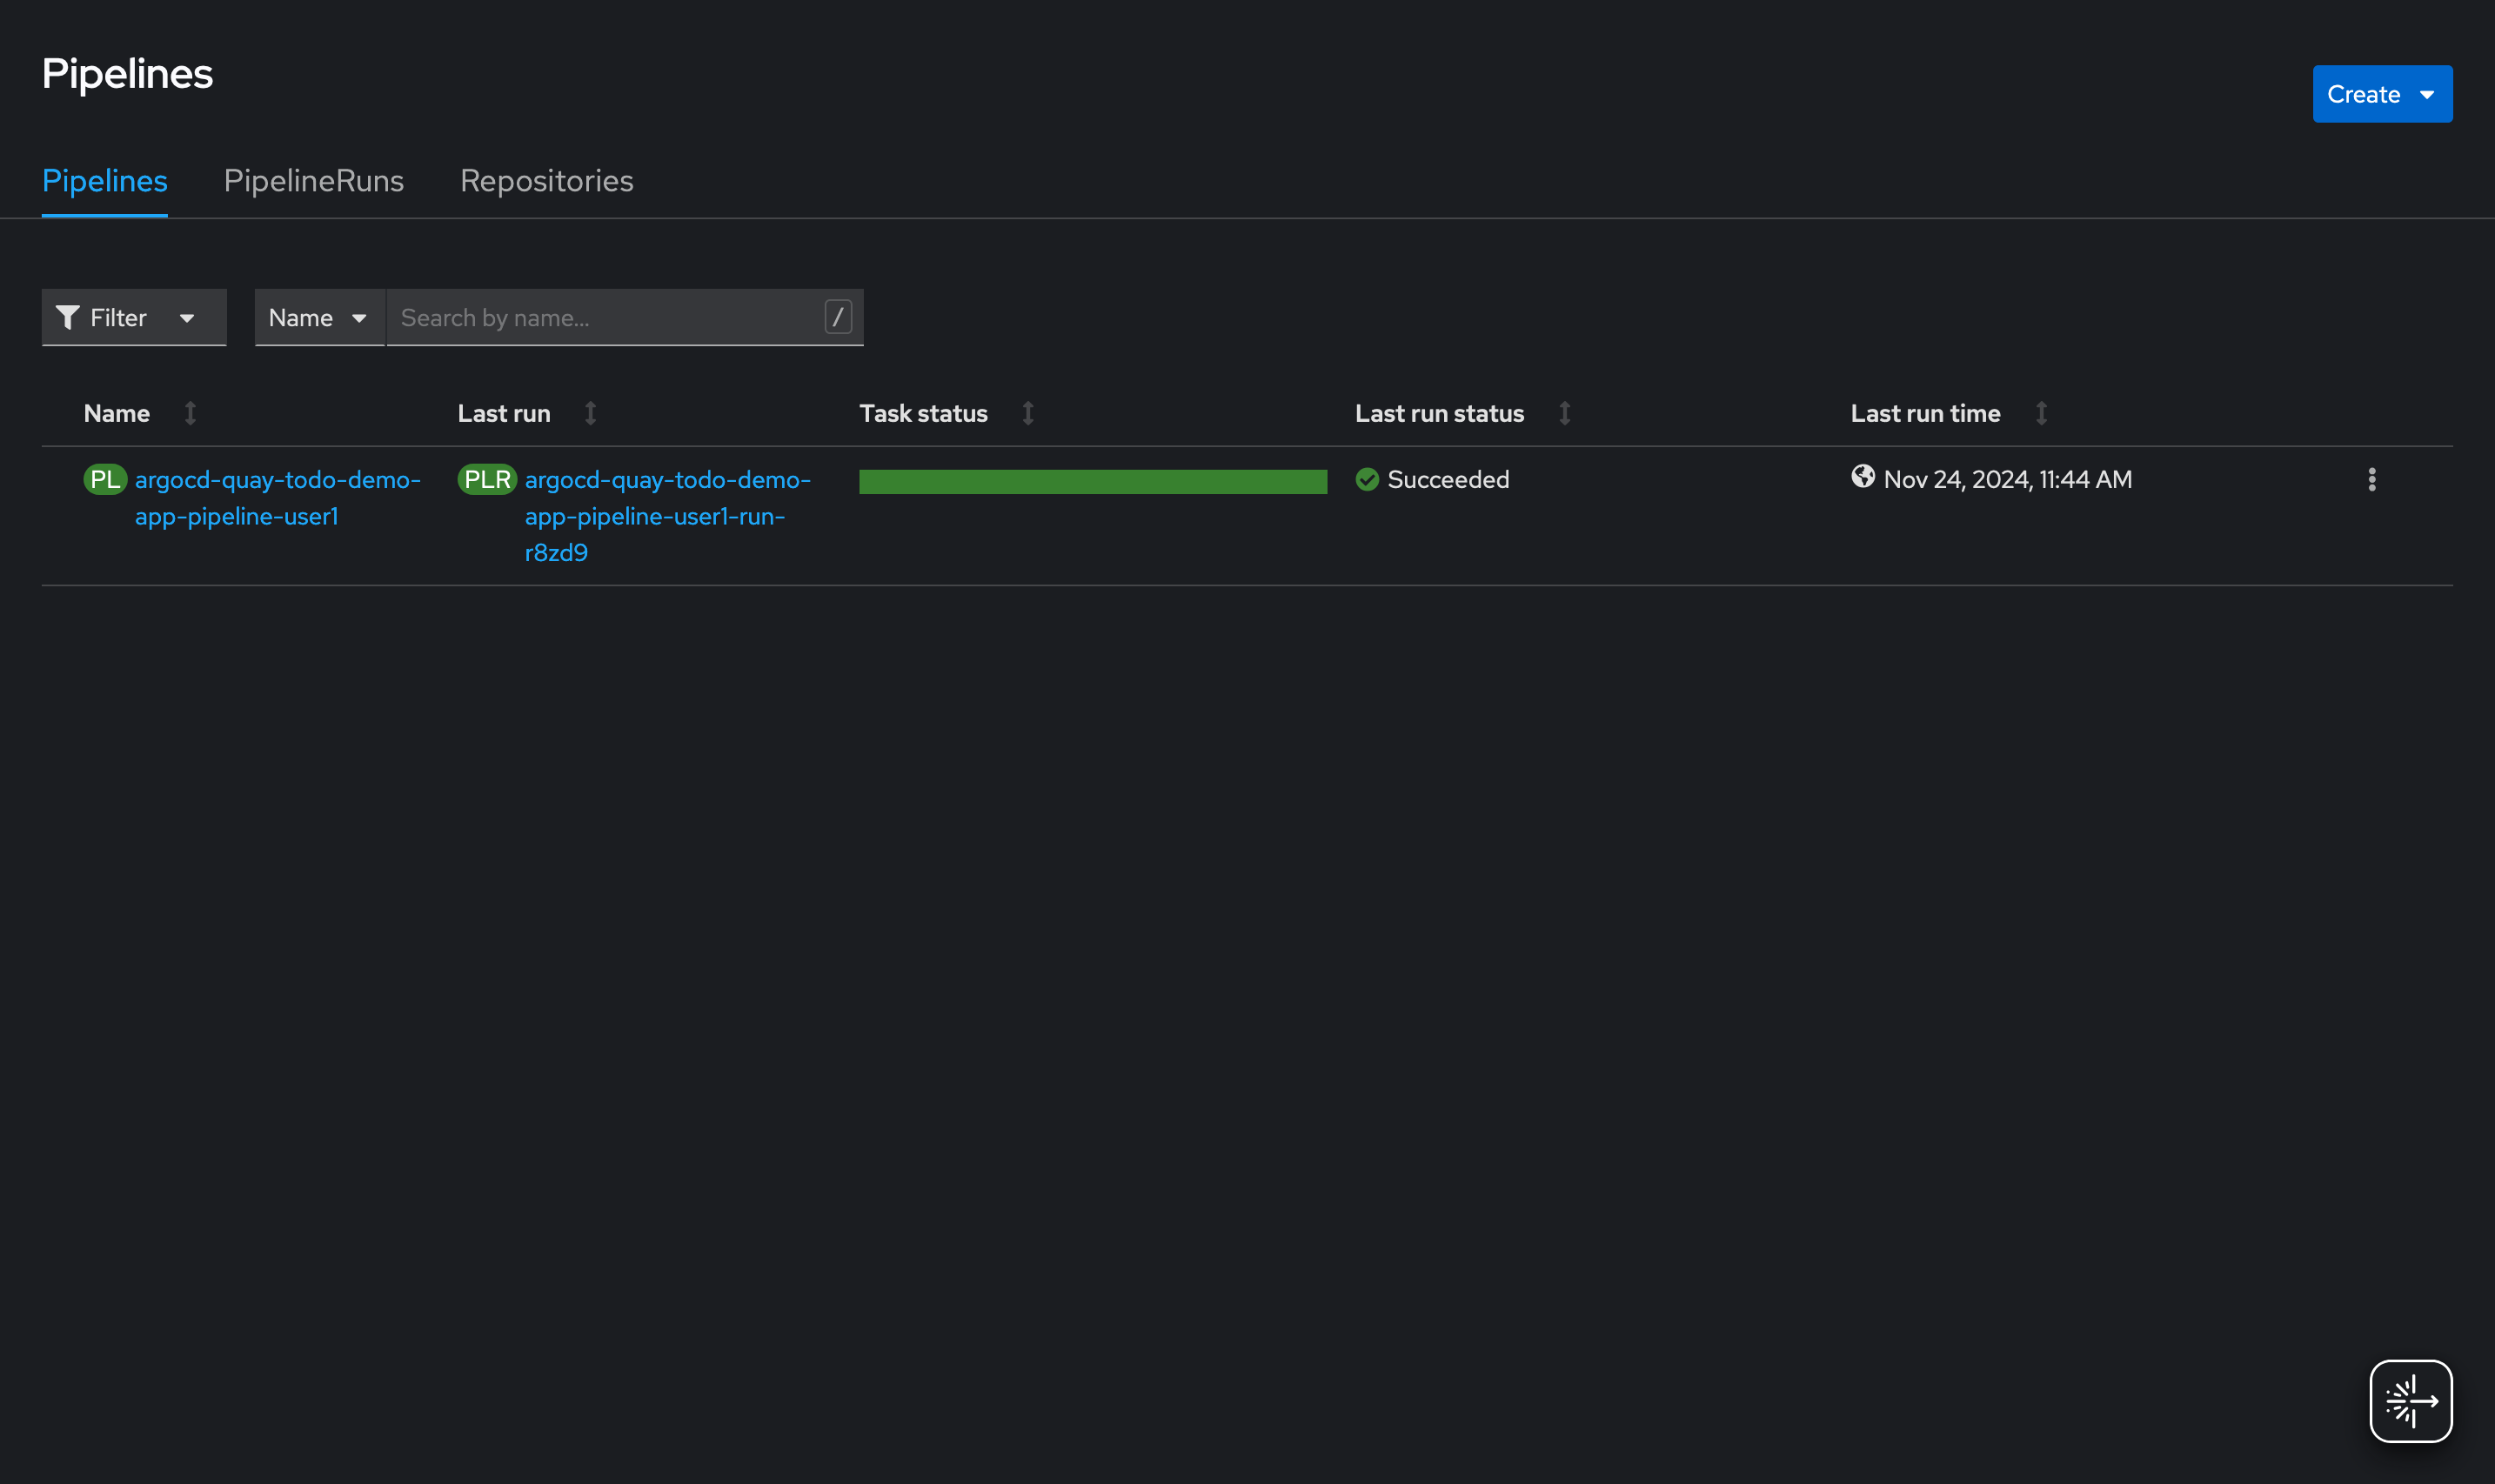 Pipelines
Create
Pipelines PipelineRuns Repositories
Filter Name Search by name... /
Name Last run Task status Last run status Last run time
PL argocd-quay-todo-demo- PLR argocd-quay-todo-demo- Succeeded Nov 24, 2024, 11:44 AM
app-pipeline-user1 app-pipeline-user1-run-
r8zd9